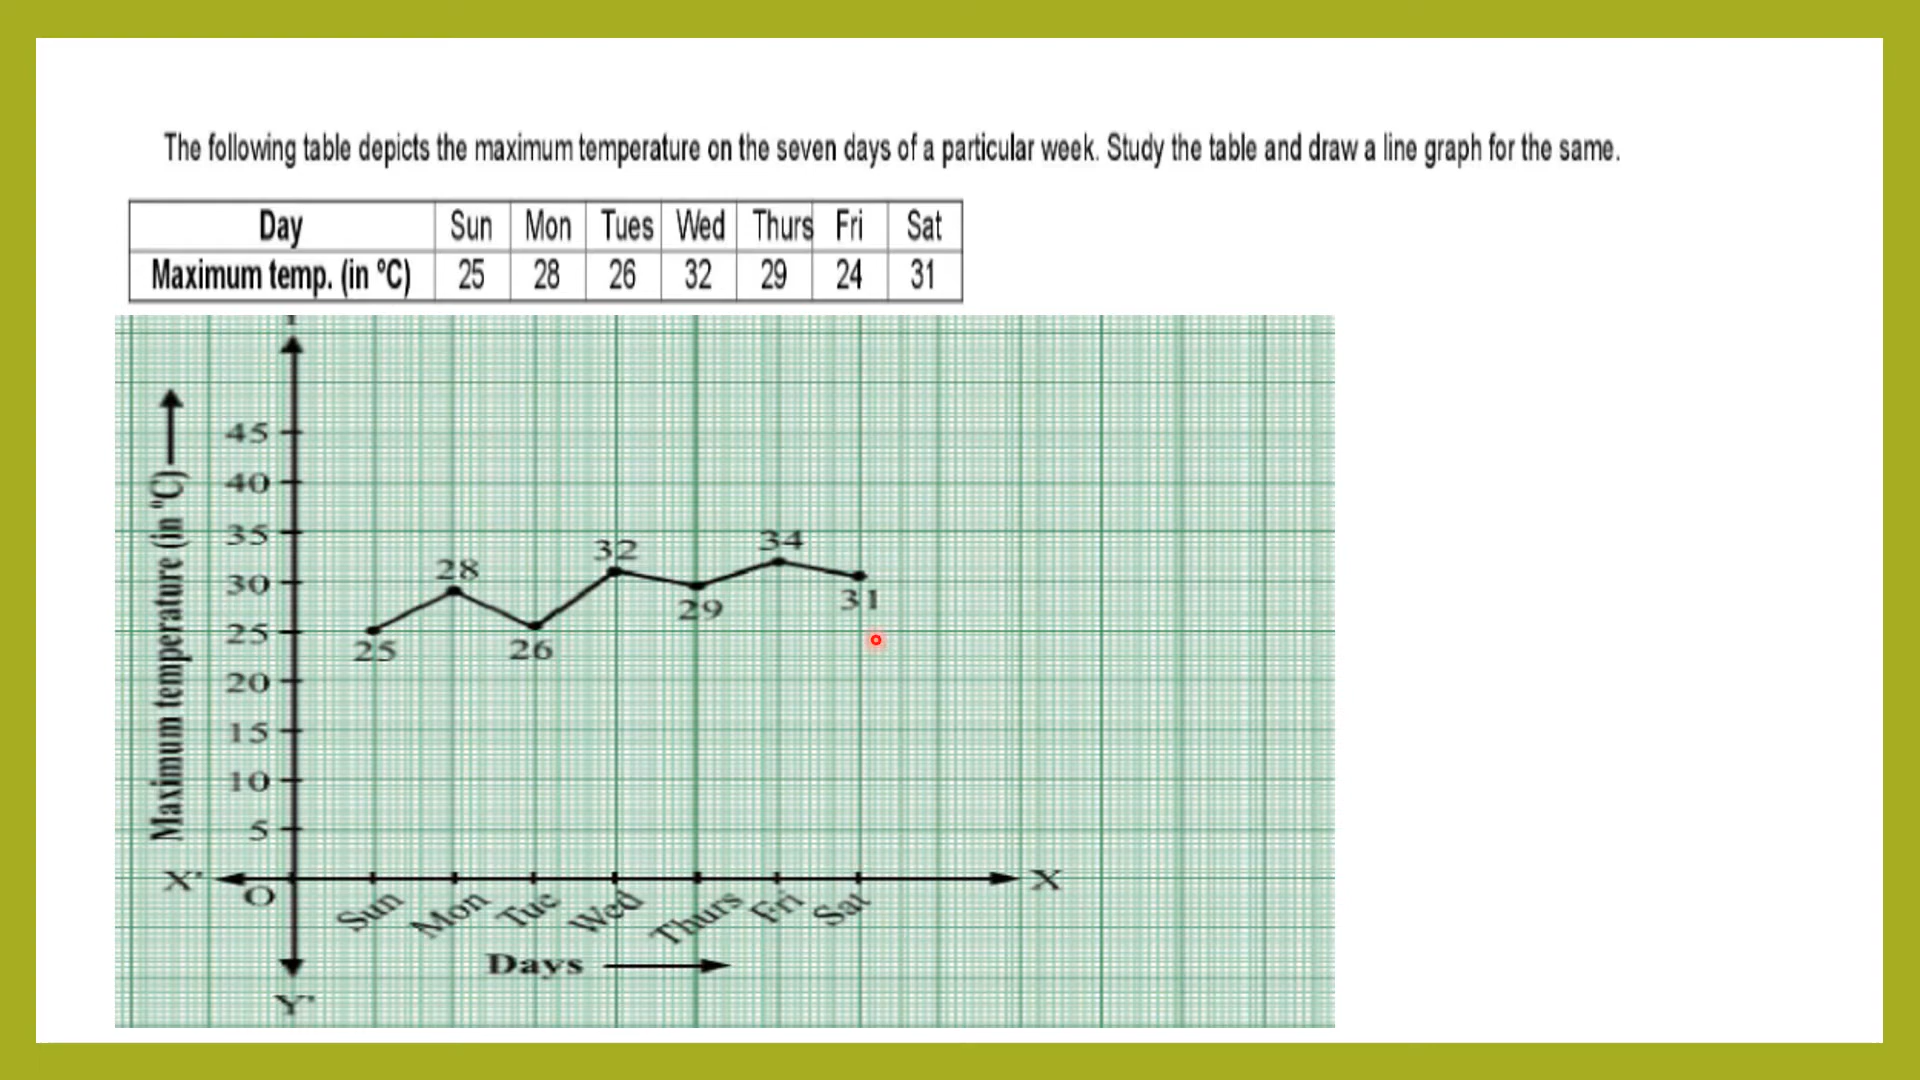 The following table depicts the maximum temperature on the seven days of a particular week. Study the table and draw a line graph for the same.
Day Sun Mon Tues Wed Thurs Fri Sat
Maximum temp. (in ºC) 25 28 26 32 29 24 31
Maximum temperature (in ºC)
45
40
35
30
25
20
15
10
5
25 28 26 32 29 34 31
X' O X
Sun Mon Tue Wed Thurs Fri Sat
Days
Y'